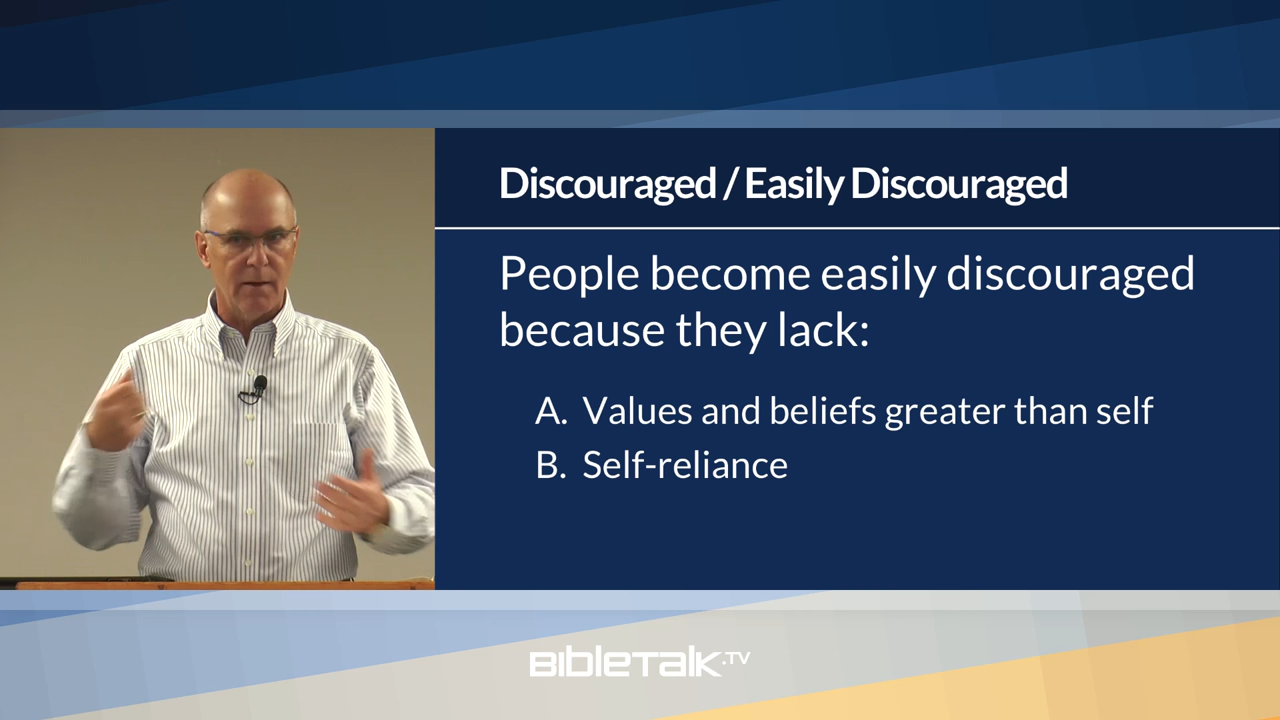 Discouraged / Easily Discouraged
People become easily discouraged
because they lack:
A. Values and beliefs greater than self
B. Self-reliance
BibleTalk.TV